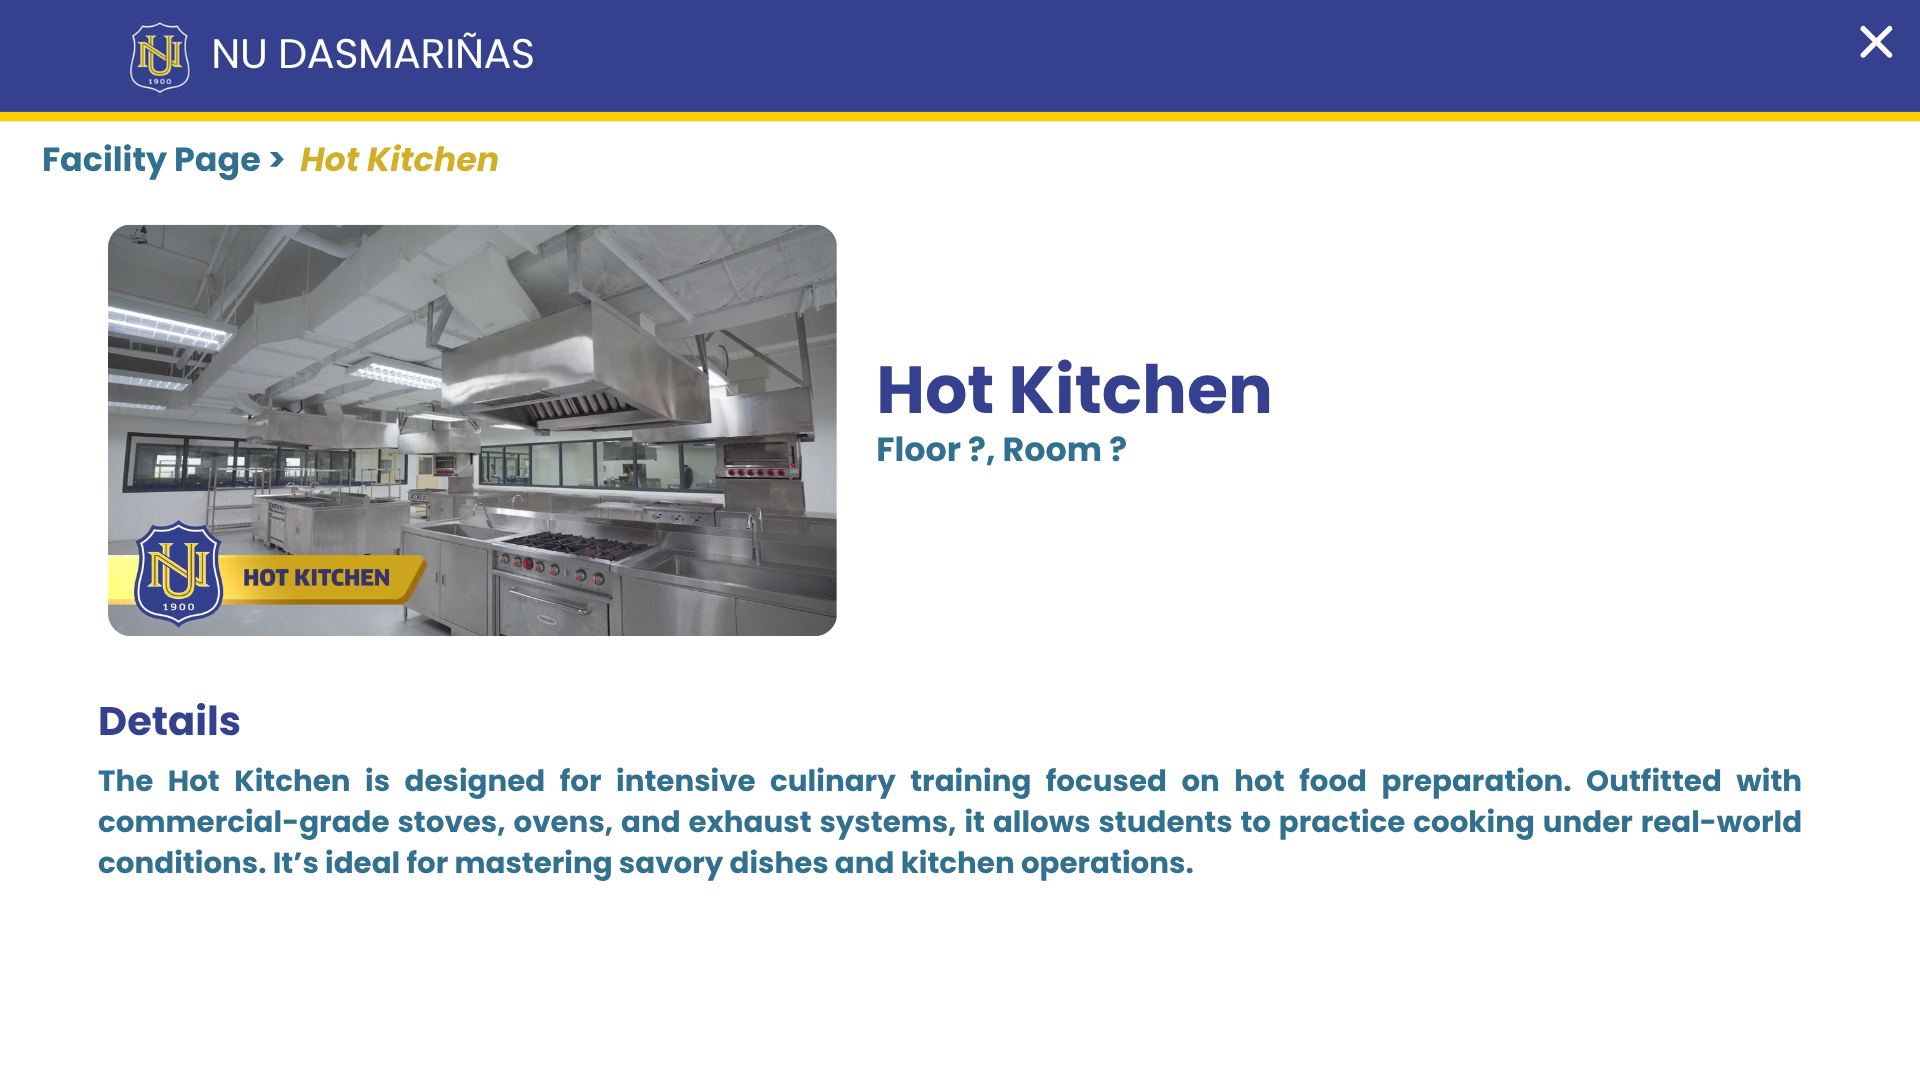 NU DASMARIÑAS
1900
Facility Page > Hot Kitchen
Hot Kitchen
Floor ?, Room ?
HOT KITCHEN
1900
Details
The Hot Kitchen is designed for intensive culinary training focused on hot food preparation. Outfitted with
commercial-grade stoves, ovens, and exhaust systems, it allows students to practice cooking under real-world
conditions. It’s ideal for mastering savory dishes and kitchen operations.